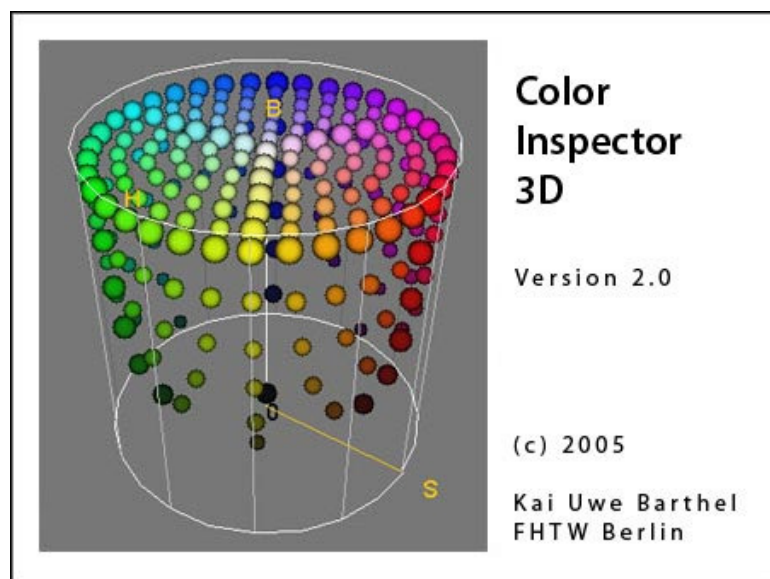 B
H
0
S
Color
Inspector
3D
Version 2.0
(c) 2005
Kai Uwe Barthel
FHTW Berlin